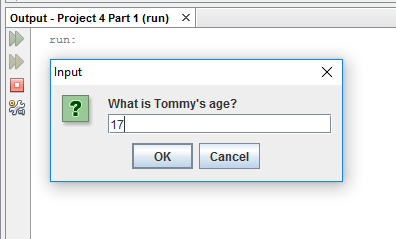 Output - Project 4 Part 1 (run) ×
run:
Input
?
What is Tommy's age?
17
OK Cancel